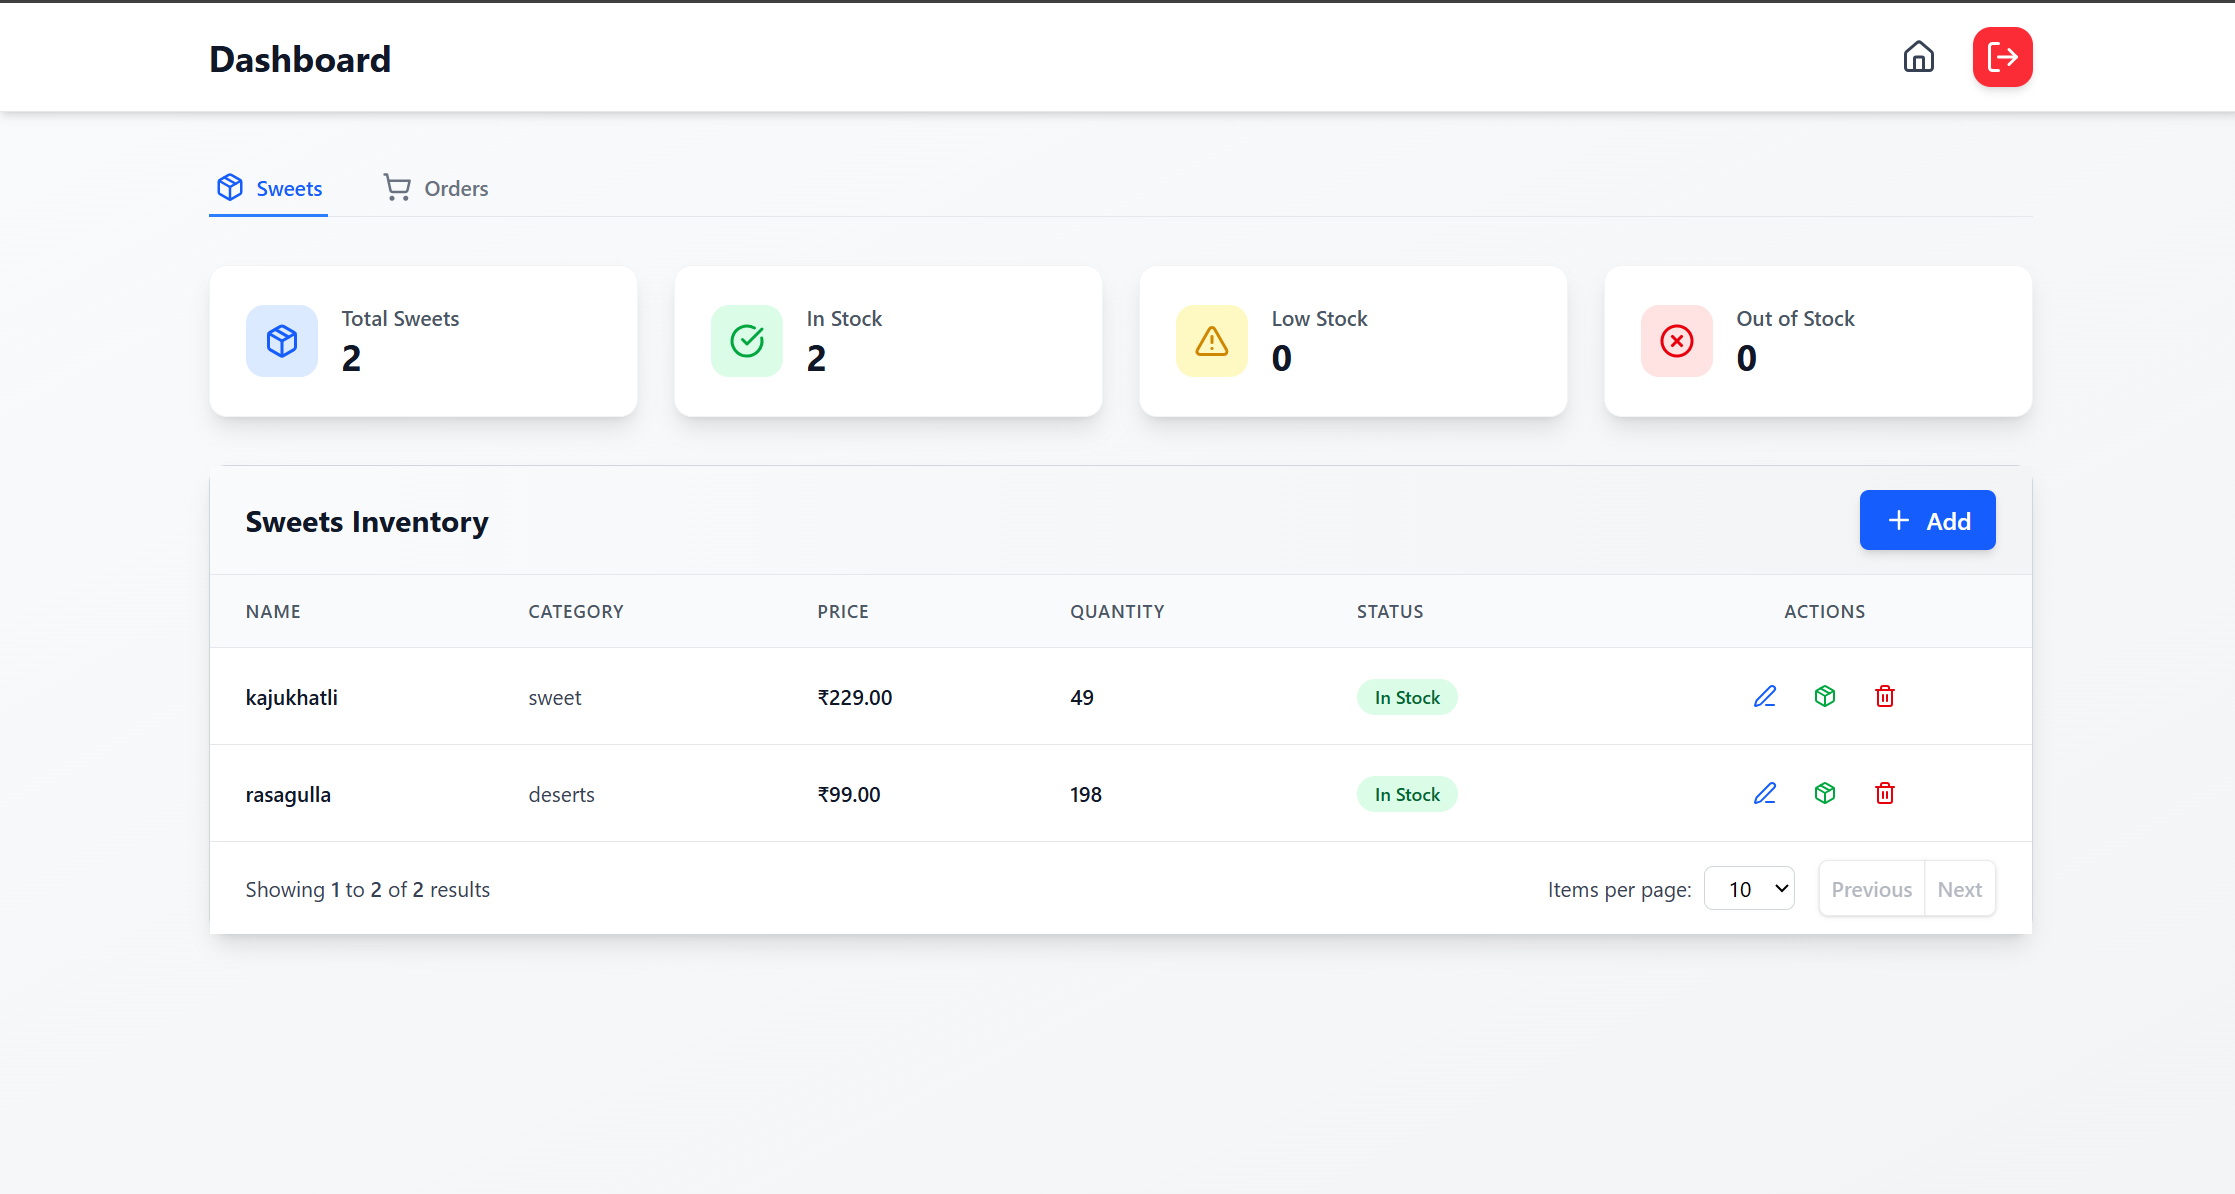 Dashboard
Sweets Orders
Total Sweets
2
In Stock
2
Low Stock
0
Out of Stock
0
Sweets Inventory
Add
NAME CATEGORY PRICE QUANTITY STATUS ACTIONS
kajukhatli sweet ₹229.00 49 In Stock
rasagulla deserts ₹99.00 198 In Stock
Showing 1 to 2 of 2 results Items per page: 10 Previous Next